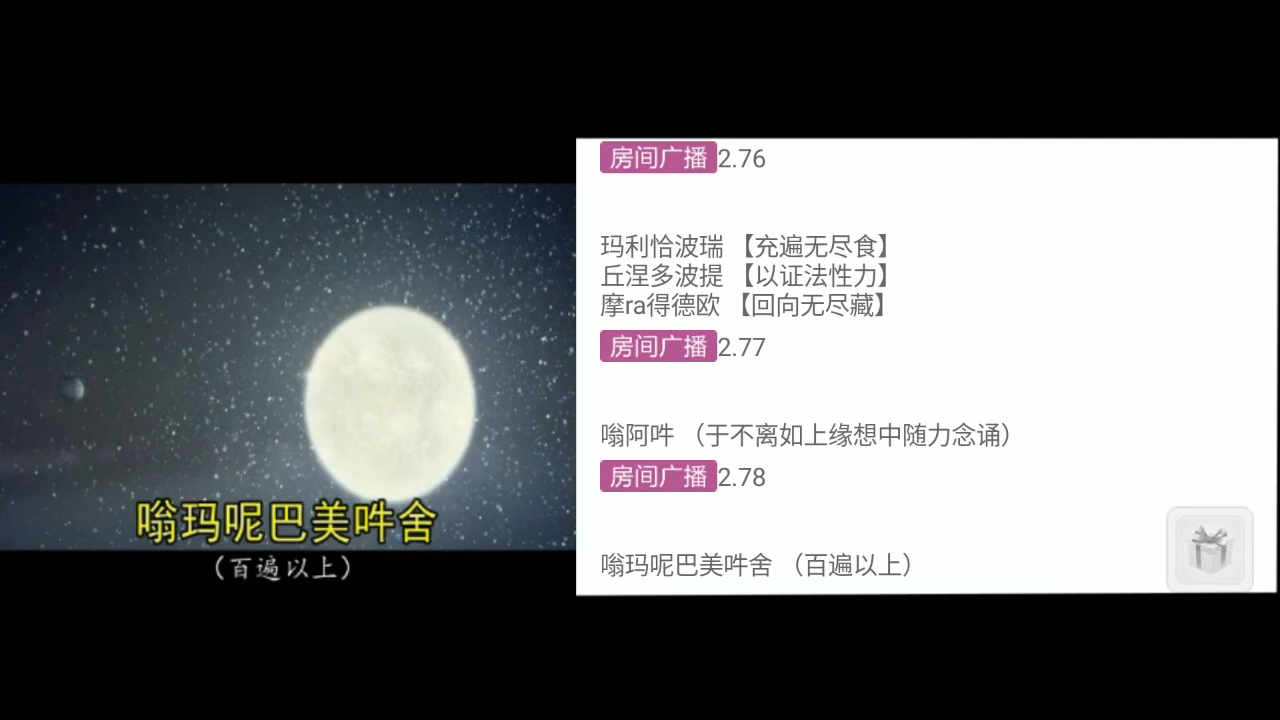 嗡玛呢巴美吽舍
（百遍以上）
房间广播2.76
玛利恰波瑞 【充遍无尽食】
丘涅多波提 【以证法性力】
摩ra得德欧 【回向无尽藏】
房间广播2.77
嗡阿吽 （于不离如上缘想中随力念诵）
房间广播2.78
嗡玛呢巴美吽舍 （百遍以上）